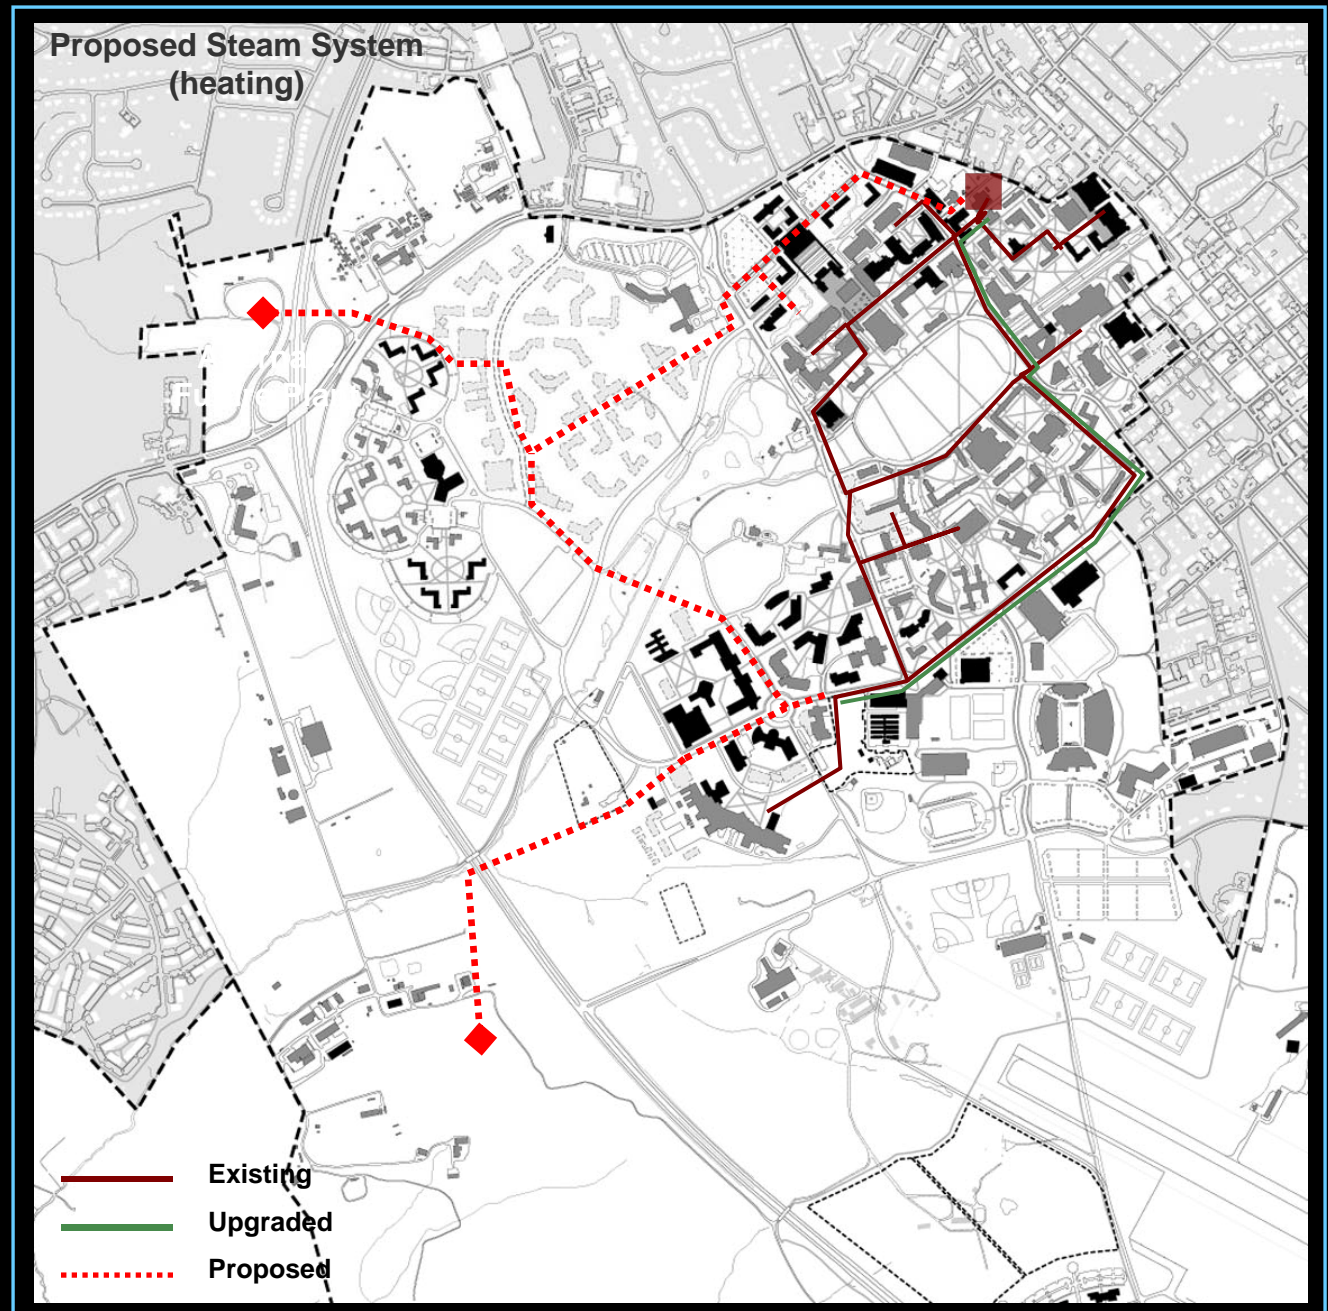 Proposed Steam System
(heating)
Existing
Upgraded
Proposed